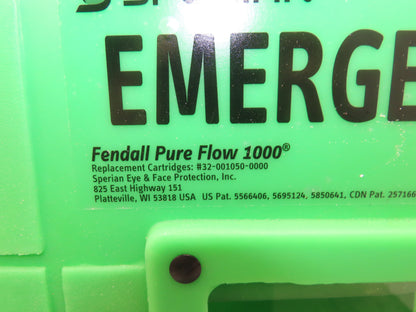 EMERGE
Fendall Pure Flow 1000®
Replacement Cartridges: #32-001050-0000
Sperian Eye & Face Protection, Inc.
825 East Highway 151
Platteville, WI 53818 USA US Pat. 5566406, 5695124, 5850641, CDN Pat. 257166